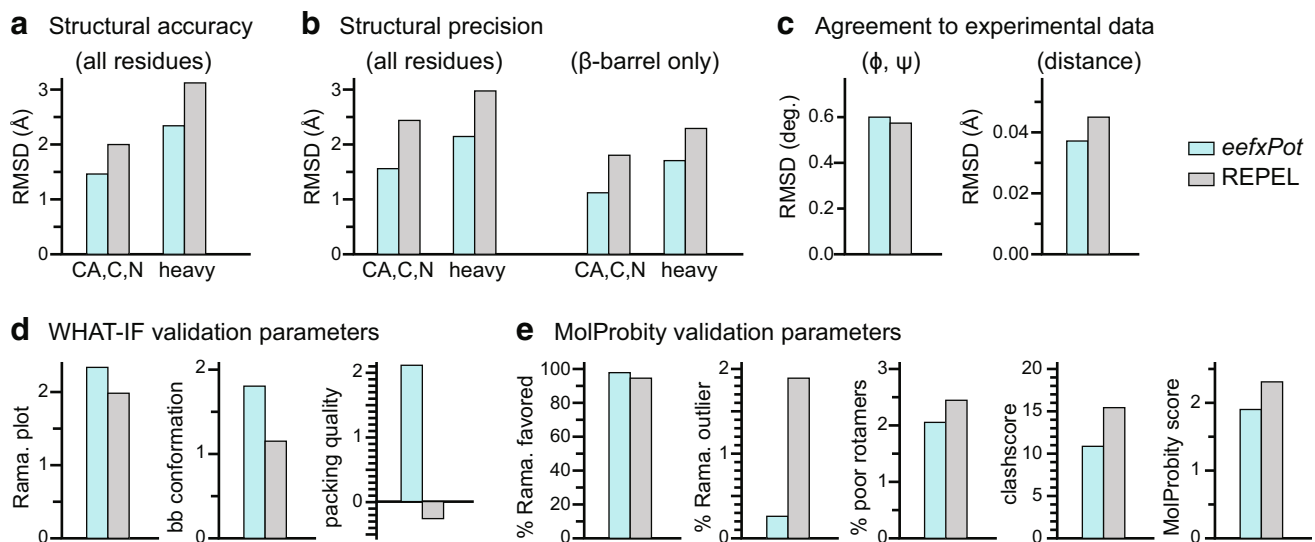 a Structural accuracy
(all residues)
RMSD (Å)
3
2
1
0
CA,C,N heavy
b Structural precision
(all residues) (β-barrel only)
RMSD (Å)
3
2
1
0
CA,C,N heavy CA,C,N heavy
c Agreement to experimental data
(ϕ, ψ) (distance)
RMSD (deg.)
0.6
0.4
0.2
0.0
RMSD (Å)
0.04
0.02
0.00
eefxPot
REPEL
d WHAT-IF validation parameters
Rama. plot
2
1
0
bb conformation
2
1
0
packing quality
2
1
0
e MolProbity validation parameters
% Rama. favored
100
80
60
40
20
0
% Rama. outlier
2
1
0
% poor rotamers
3
2
1
0
clashscore
20
15
10
5
0
MolProbity score
2
1
0